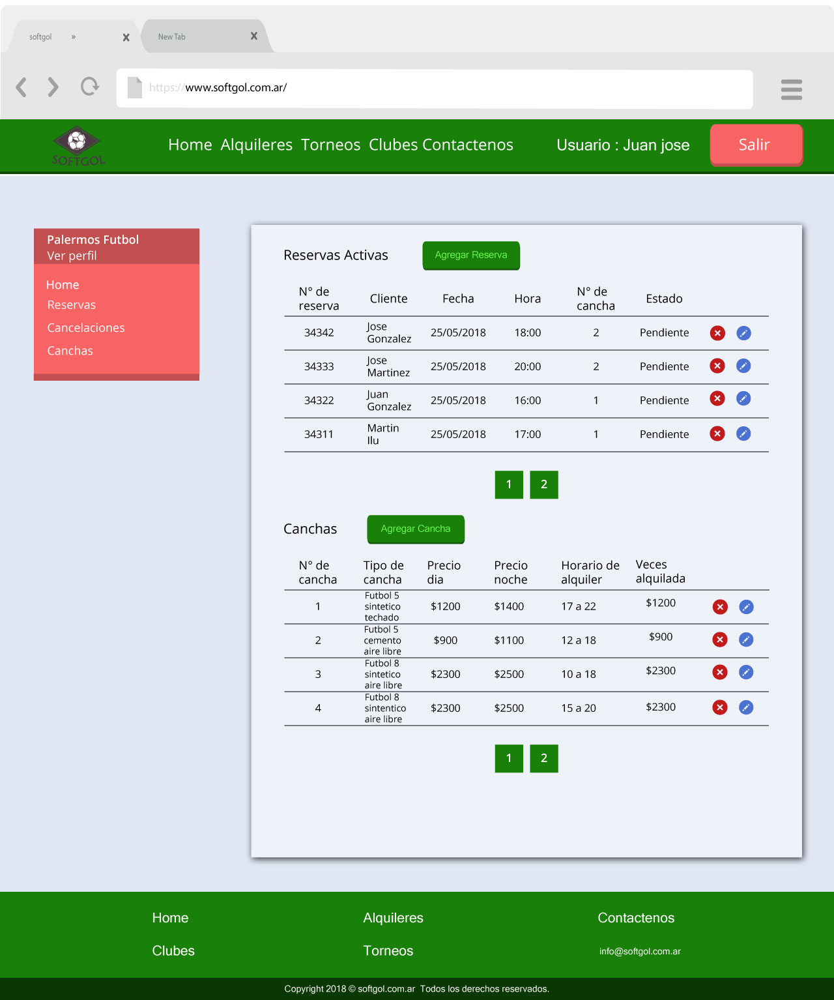 softgol » x New Tab x
https://www.softgol.com.ar/
SOFTGOL Home Alquileres Torneos Clubes Contactenos Usuario : Juan jose Salir
Palermos Futbol
Ver perfil
Home
Reservas
Cancelaciones
Canchas
Reservas Activas Agregar Reserva
N° de reserva Cliente Fecha Hora N° de cancha Estado
34342 Jose Gonzalez 25/05/2018 18:00 2 Pendiente
34333 Jose Martinez 25/05/2018 20:00 2 Pendiente
34322 Juan Gonzalez 25/05/2018 16:00 1 Pendiente
34311 Martin Ilu 25/05/2018 17:00 1 Pendiente
1 2
Canchas Agregar Cancha
N° de cancha Tipo de cancha Precio dia Precio noche Horario de alquiler Veces alquilada
1 Futbol 5 sintetico techado $1200 $1400 17 a 22 $1200
2 Futbol 5 cemento aire libre $900 $1100 12 a 18 $900
3 Futbol 8 sintetico aire libre $2300 $2500 10 a 18 $2300
4 Futbol 8 sintentico aire libre $2300 $2500 15 a 20 $2300
1 2
Home Alquileres Contactenos
Clubes Torneos info@softgol.com.ar
Copyright 2018 © softgol.com.ar Todos los derechos reservados.